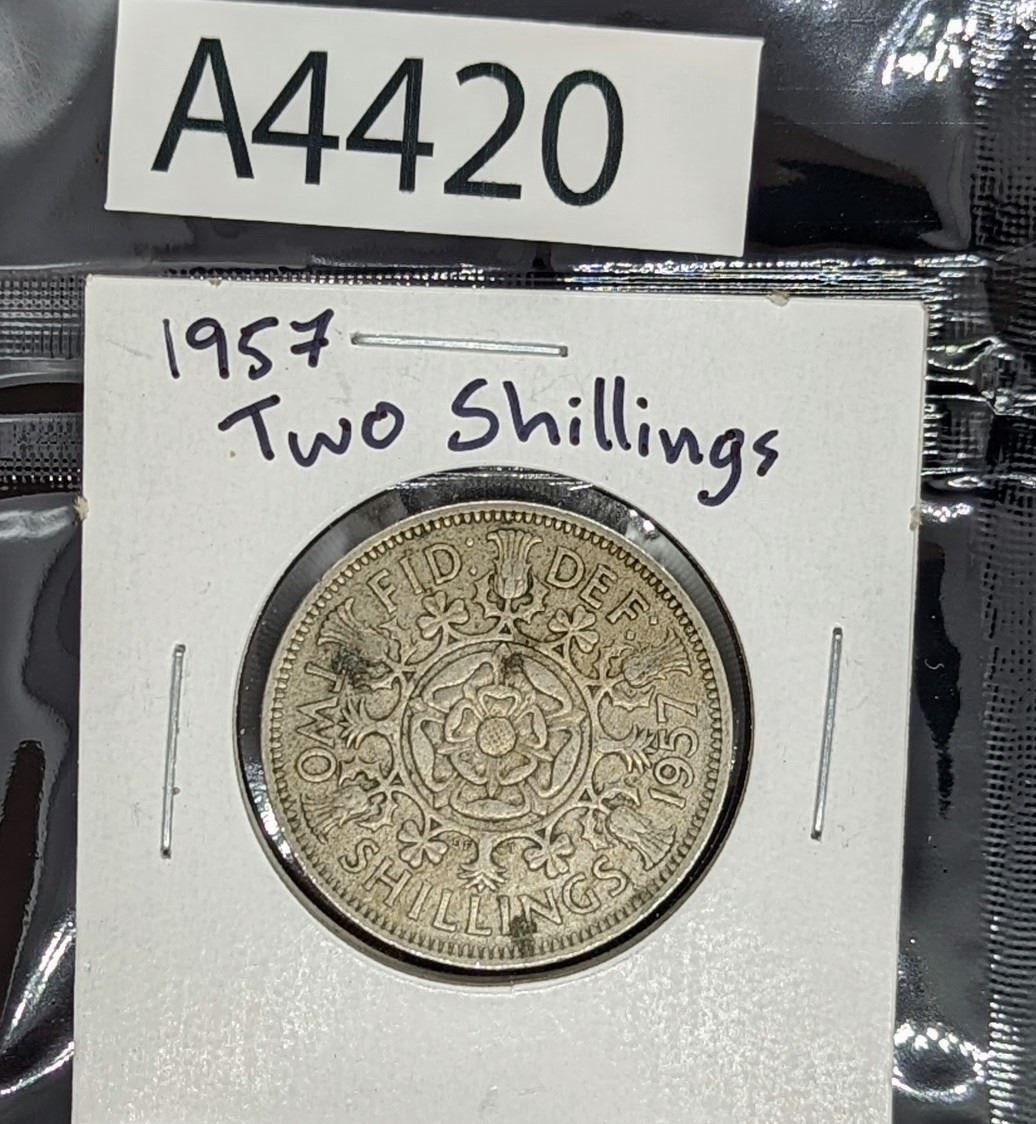 A4420
1957
Two Shillings
FID: DEF: 1957
TWO SHILLINGS